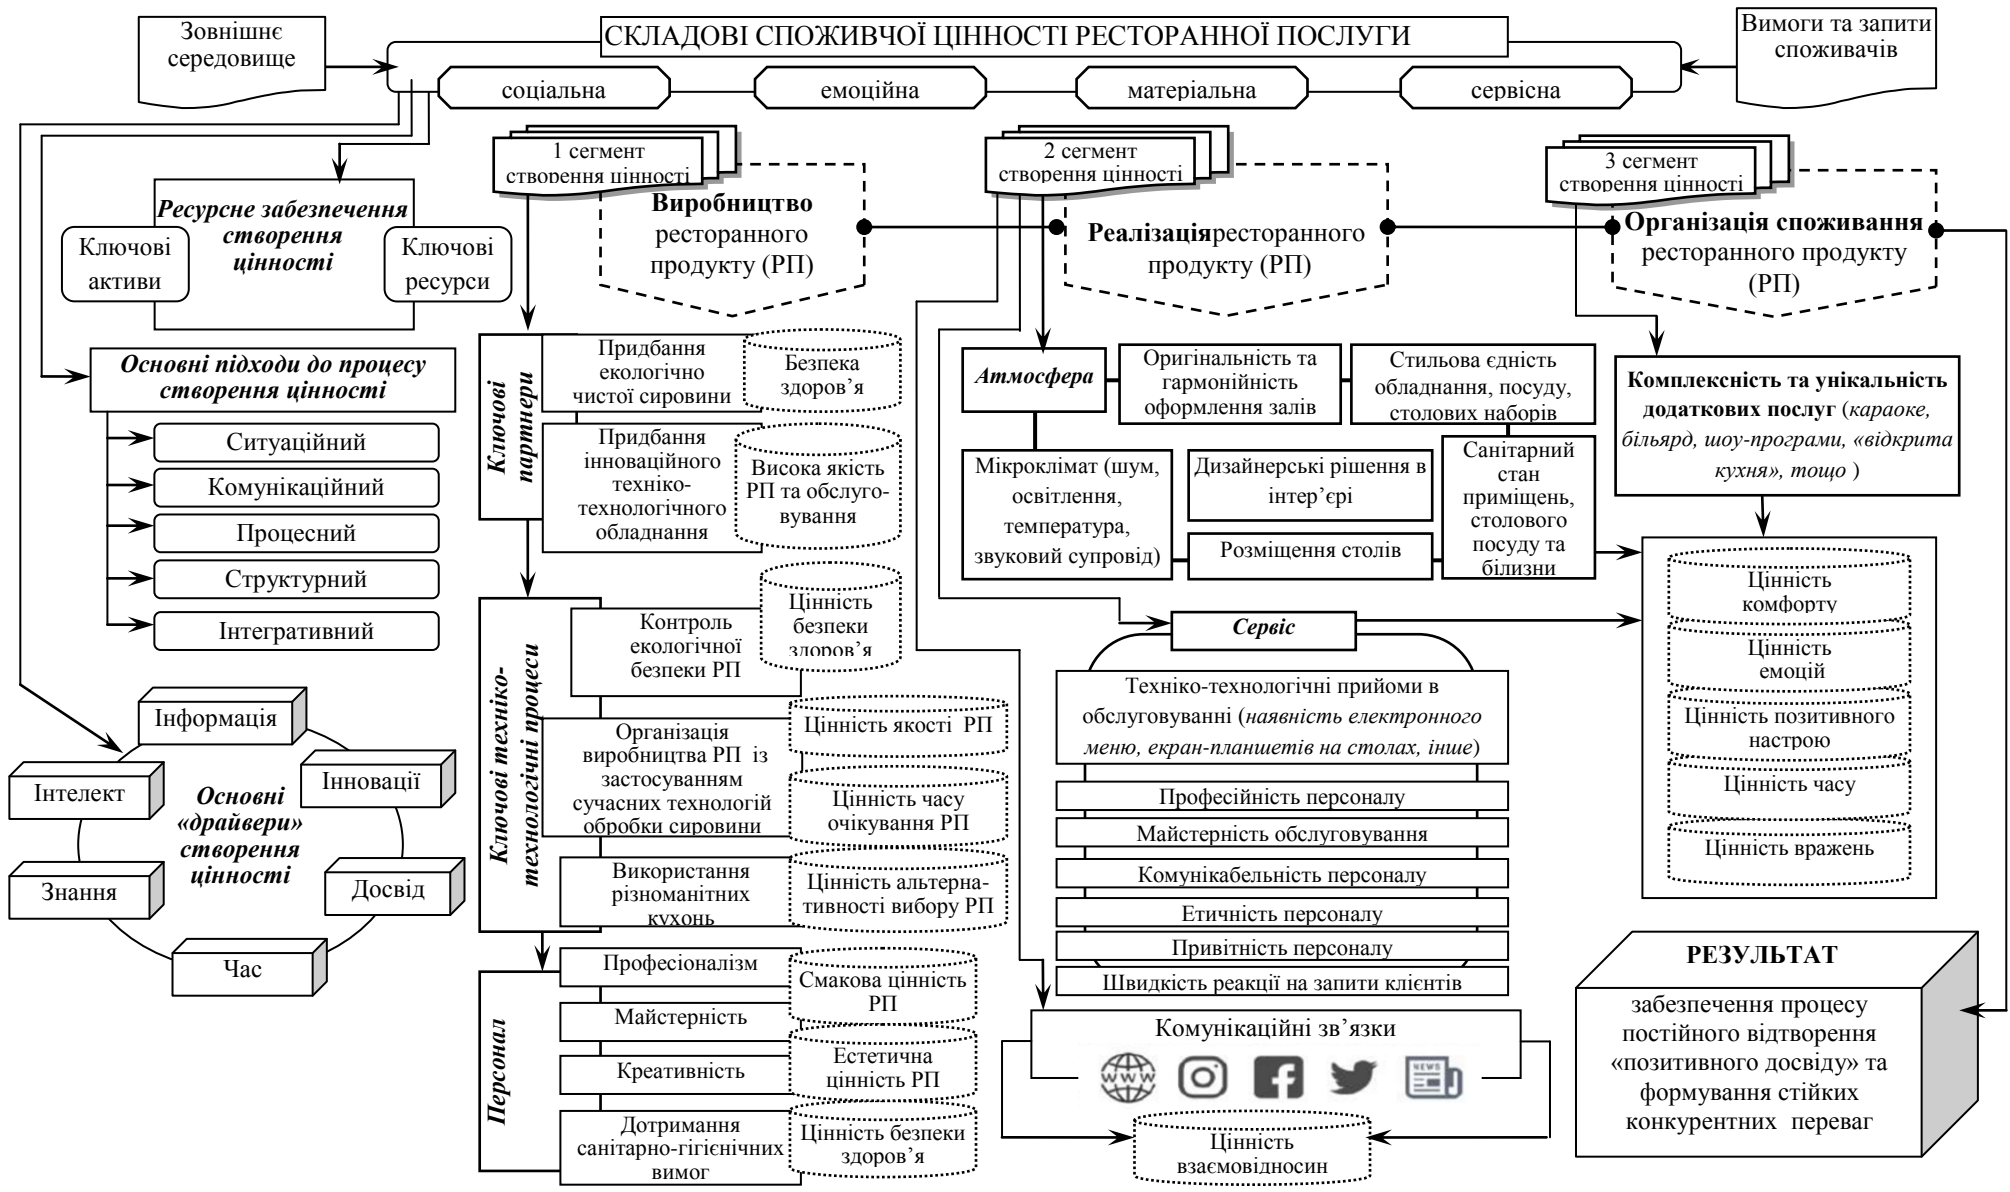 Зовнішнє
середовище
СКЛАДОВІ СПОЖИВЧОЇ ЦІННОСТІ РЕСТОРАННОЇ ПОСЛУГИ
Вимоги та запити
споживачів
соціальна
емоційна
матеріальна
сервісна
1 сегмент
створення цінності
2 сегмент
створення цінності
3 сегмент
створення цінності
Ресурсне забезпечення
створення
цінності
Ключові
активи
Ключові
ресурси
Виробництво
ресторанного
продукту (РП)
Реалізаціяресторанного
продукту (РП)
Організація споживання
ресторанного продукту
(РП)
Основні підходи до процесу
створення цінності
Ситуаційний
Комунікаційний
Процесний
Структурний
Інтегративний
Інформація
Інновації
Інтелект
Основні
«драйвери»
створення
цінності
Знання
Досвід
Час
Ключові
партнери
Придбання
екологічно
чистої сировини
Безпека
здоров’я
Придбання
інноваційного
техніко-
технологічного
обладнання
Висока якість
РП та обслуго-
вування
Ключові техніко-
технологічні процеси
Контроль
екологічної
безпеки РП
Цінність
безпеки
здоров’я
Організація
виробництва РП із
застосуванням
сучасних технологій
обробки сировини
Цінність якості РП
Цінність часу
очікування РП
Використання
різноманітних
кухонь
Цінність альтерна-
тивності вибору РП
Персонал
Професіоналізм
Майстерність
Креативність
Дотримання
санітарно-гігієнічних
вимог
Смакова цінність
РП
Естетична
цінність РП
Цінність безпеки
здоров’я
Атмосфера
Оригінальність та
гармонійність
оформлення залів
Стильова єдність
обладнання, посуду,
столових наборів
Мікроклімат (шум,
освітлення,
температура,
звуковий супровід)
Дизайнерські рішення в
інтер’єрі
Розміщення столів
Санітарний
стан
приміщень,
столового
посуду та
білизни
Сервіс
Техніко-технологічні прийоми в
обслуговуванні (наявність електронного
меню, екран-планшетів на столах, інше)
Професійність персоналу
Майстерність обслуговування
Комунікабельність персоналу
Етичність персоналу
Привітність персоналу
Швидкість реакції на запити клієнтів
Комунікаційні зв’язки
WWW
NEWS
Цінність
взаємовідносин
Комплексність та унікальність
додаткових послуг (караоке,
більярд, шоу-програми, «відкрита
кухня», тощо )
Цінність
комфорту
Цінність
емоцій
Цінність позитивного
настрою
Цінність часу
Цінність вражень
РЕЗУЛЬТАТ
забезпечення процесу
постійного відтворення
«позитивного досвіду» та
формування стійких
конкурентних переваг